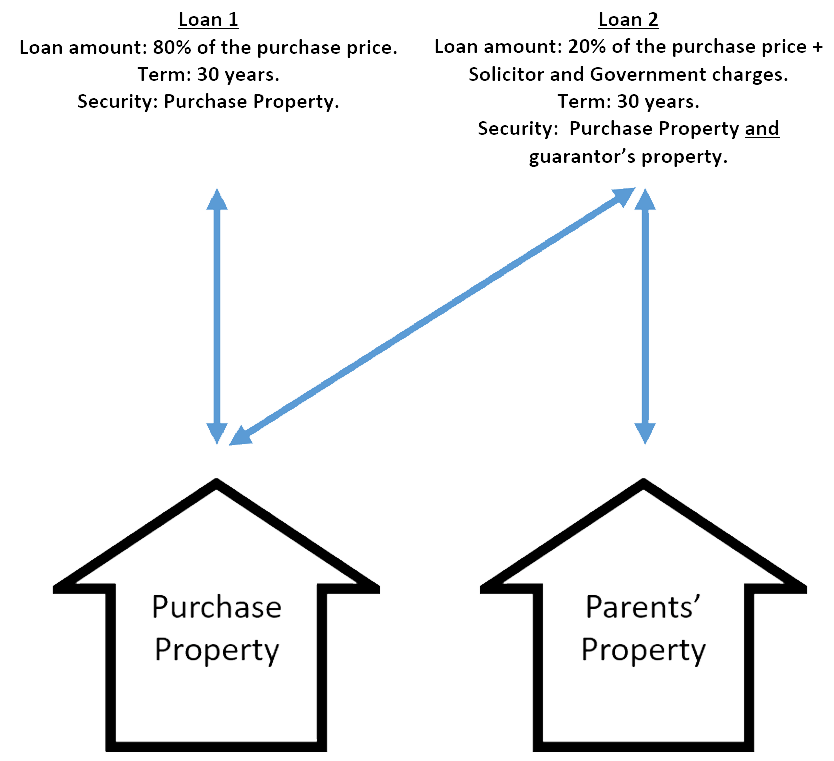 Loan 1
Loan amount: 80% of the purchase price.
Term: 30 years.
Security: Purchase Property.
Loan 2
Loan amount: 20% of the purchase price +
Solicitor and Government charges.
Term: 30 years.
Security:  Purchase Property and
guarantor’s property.
Purchase
Property
Parents’
Property